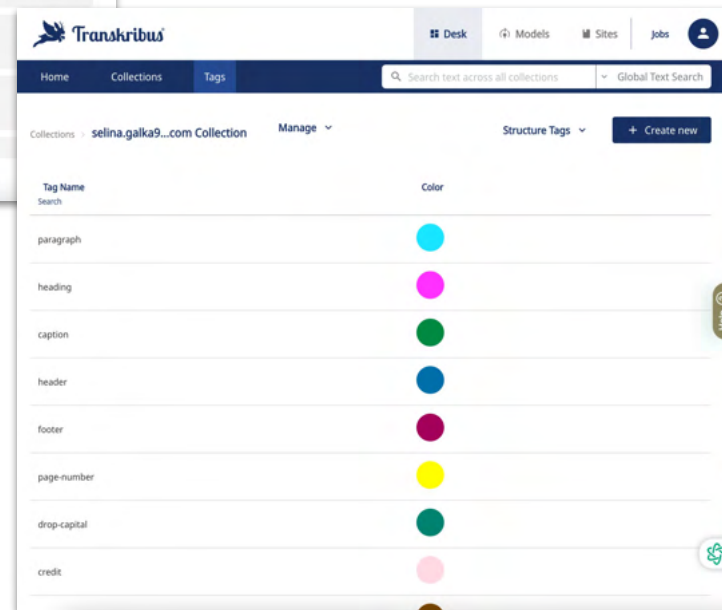 Transkribus
Desk
Models
Sites
Jobs
Home
Collections
Tags
Search text across all collections
Global Text Search
Collections > selina.galka9...com Collection
Manage
Structure Tags
+ Create new
Tag Name
Color
Search
paragraph
heading
caption
header
footer
page-number
drop-capital
credit